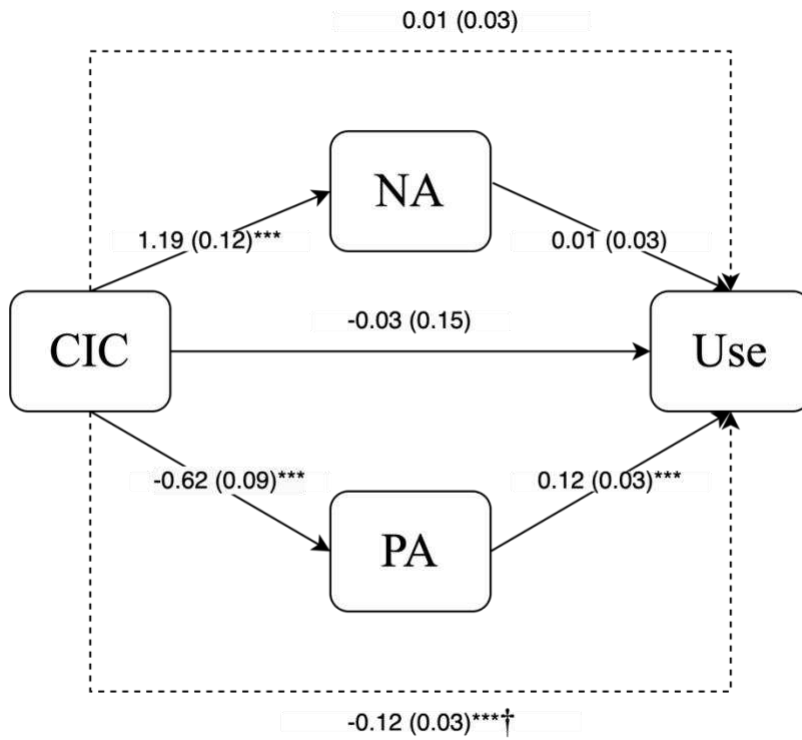 0.01 (0.03)
NA
1.19 (0.12)***
0.01 (0.03)
-0.03 (0.15)
CIC
Use
-0.62 (0.09)***
0.12 (0.03)***
PA
-0.12 (0.03)***†